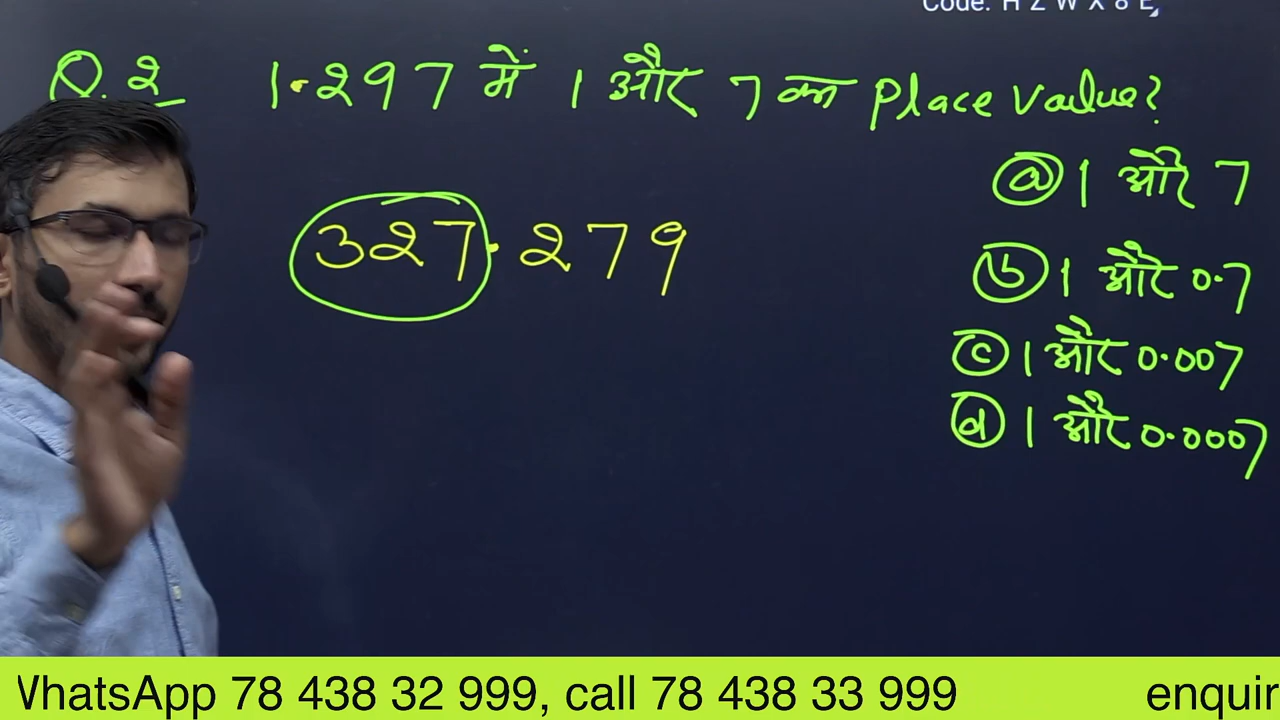 Code: HZWX8E
Q. 2 1.297 में 1 और 7 का Place Value?
327.279
ⓐ 1 और 7
ⓑ 1 और 0.7
ⓒ 1 और 0.007
ⓓ 1 और 0.0007
WhatsApp 78 438 32 999, call 78 438 33 999 enquir